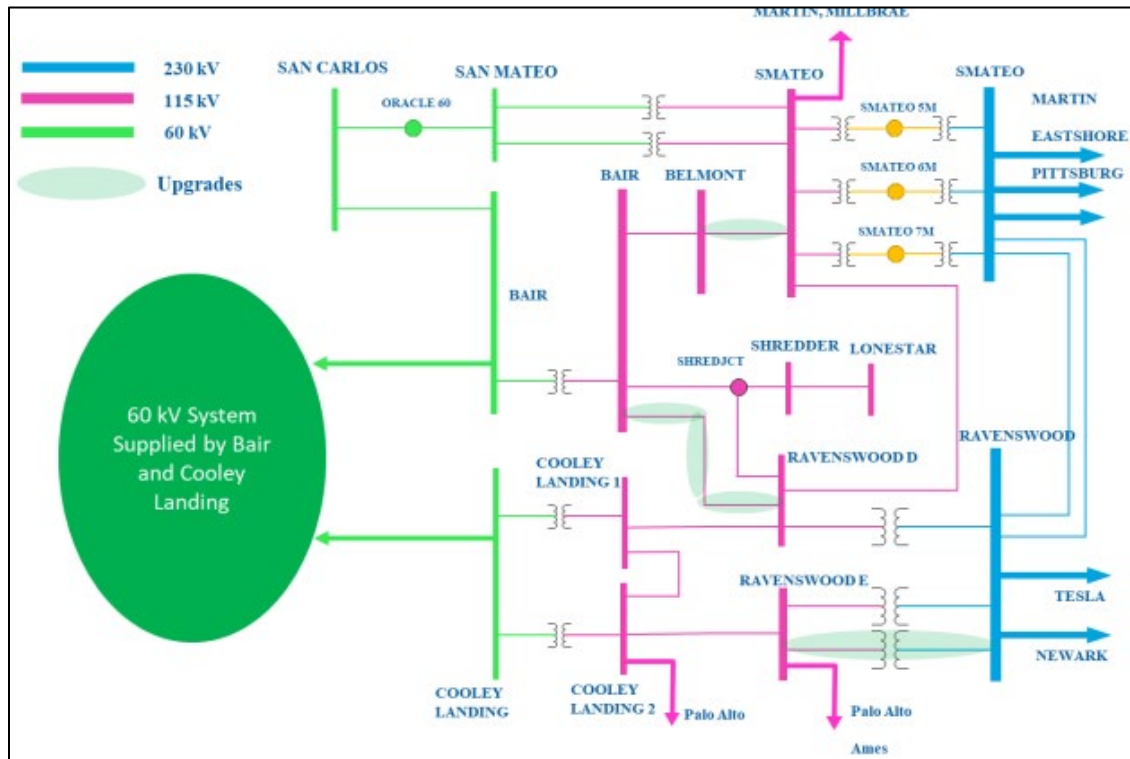 MARTIN, MILLBRAE
230 kV
115 kV
60 kV
Upgrades
SAN CARLOS
SAN MATEO
ORACLE 60
SMATEO
SMATEO
SMATEO 5M
SMATEO 6M
SMATEO 7M
MARTIN
EASTSHORE
PITTSBURG
BAIR
BELMONT
BAIR
SHREDJCT
SHREDDER
LONESTAR
60 kV System
Supplied by Bair
and Cooley
Landing
COOLEY
LANDING 1
RAVENSWOOD D
RAVENSWOOD
RAVENSWOOD E
TESLA
NEWARK
COOLEY
LANDING
COOLEY
LANDING 2
Palo Alto
Palo Alto
Ames